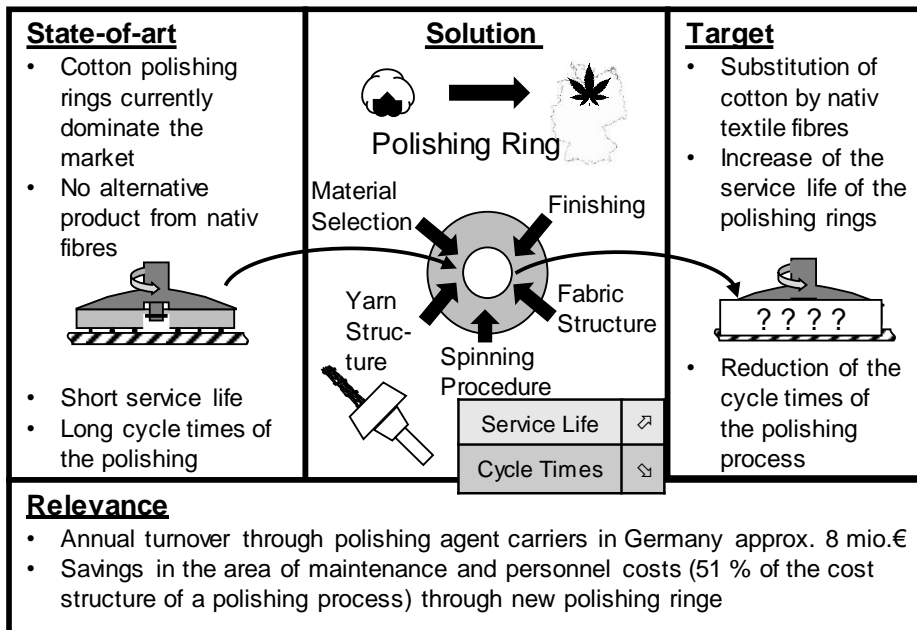 State-of-art
• Cotton polishing
rings currently
dominate the
market
• No alternative
product from nativ
fibres
• Short service life
• Long cycle times of
the polishing
Solution
Polishing Ring
Material
Selection
Finishing
Yarn
Struc-
ture
Fabric
Structure
Spinning
Procedure
Service Life ⬀
Cycle Times ⬂
Target
• Substitution of
cotton by nativ
textile fibres
• Increase of the
service life of the
polishing rings
? ? ? ?
• Reduction of the
cycle times of
the polishing
process
Relevance
• Annual turnover through polishing agent carriers in Germany approx. 8 mio.€
• Savings in the area of maintenance and personnel costs (51 % of the cost
structure of a polishing process) through new polishing ringe